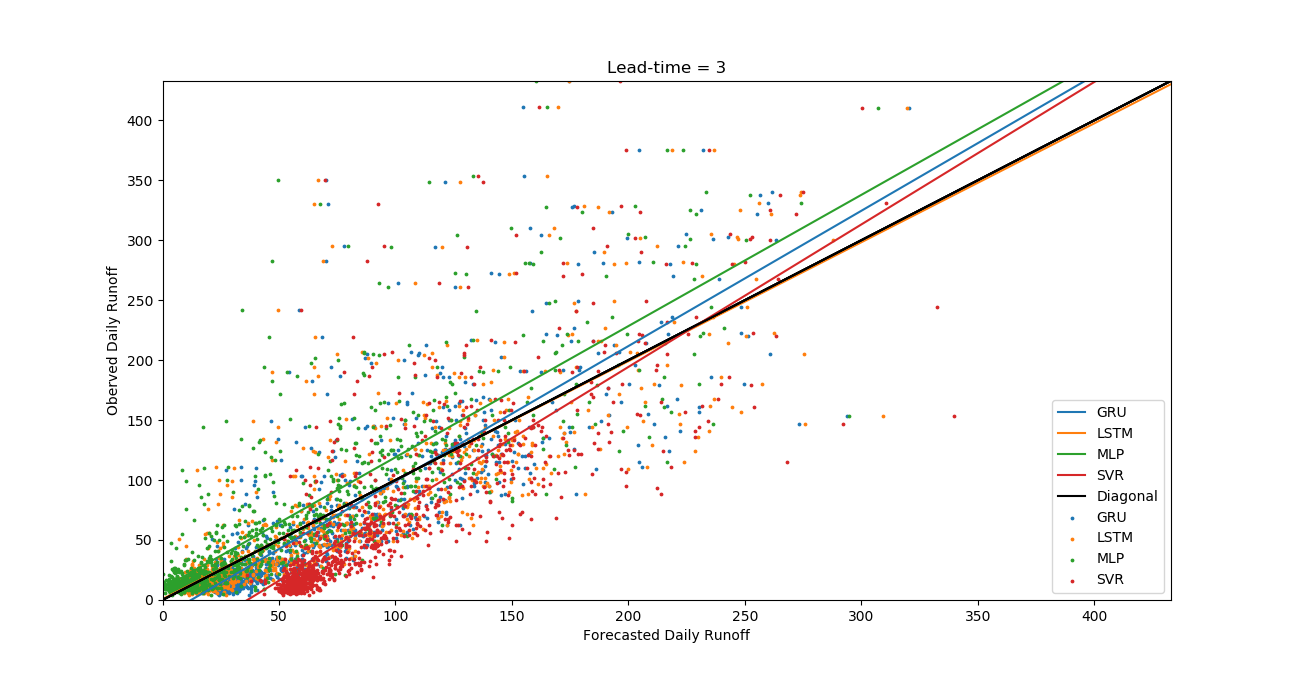 Lead-time = 3
Oberved Daily Runoff
400
350
300
250
200
150
100
50
0
0 50 100 150 200 250 300 350 400
Forecasted Daily Runoff
GRU
LSTM
MLP
SVR
Diagonal
GRU
LSTM
MLP
SVR